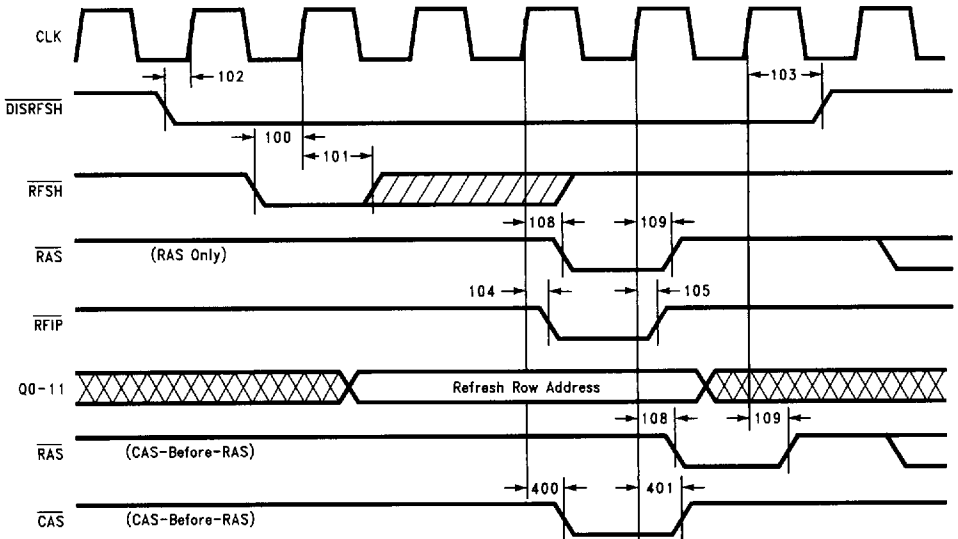 CLK
102
103
DISRFSH
100
101
RFSH
108
109
RAS
(RAS Only)
104
105
RFIP
Q0-11
Refresh Row Address
108
109
RAS
(CAS-Before-RAS)
400
401
CAS
(CAS-Before-RAS)